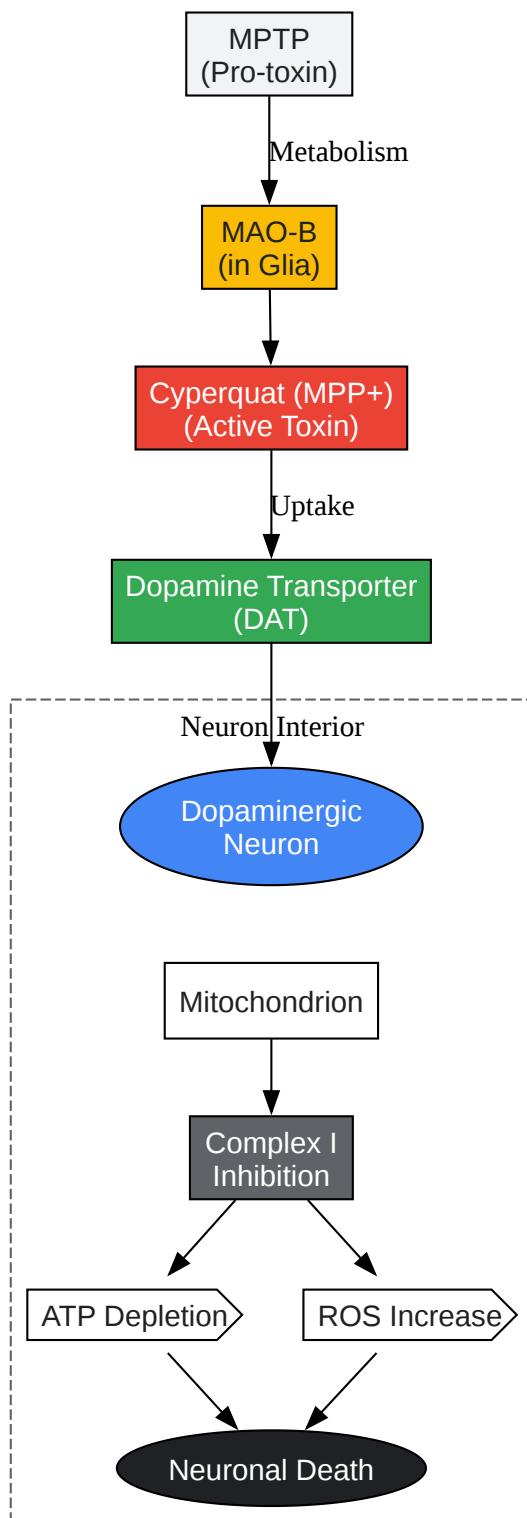 MPTP
(Pro-toxin)
Metabolism
MAO-B
(in Glia)
Cyperquat (MPP+)
(Active Toxin)
Uptake
Dopamine Transporter
(DAT)
Neuron Interior
Dopaminergic
Neuron
Mitochondrion
Complex I
Inhibition
ATP Depletion
ROS Increase
Neuronal Death